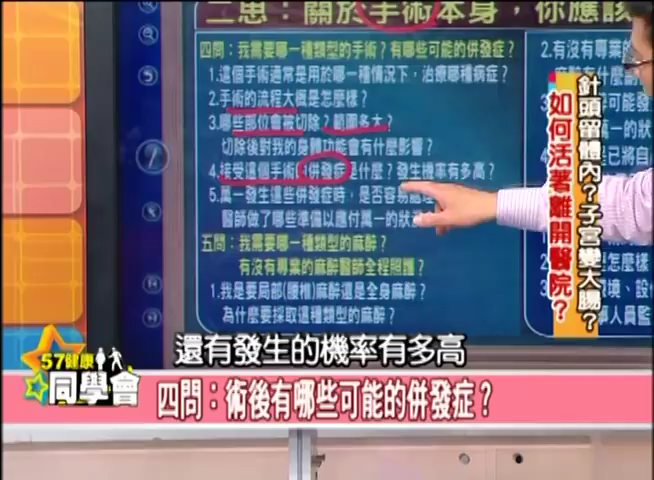 二思：關於手術本身，你應該
四問：我需要哪一種類型的手術？有哪些可能的併發症？
1.這個手術通常是用於哪一種情況下，治療哪種病症？
2.手術的流程大概是怎麼樣？
3.哪些部位會被切除？範圍多大？
切除後對我的身體功能會有什麼影響？
4.接受這個手術的併發症是什麼？發生機率有多高？
5.萬一發生這些併發症時，是否容易處理
醫師做了哪些準備以應付萬一的狀
五問：我需要哪一種類型的麻醉？
有沒有專業的麻醉醫師全程照護？
1.我是要局部(腰椎)麻醉還是全身麻醉？
為什麼要採取這種類型的麻醉？
2.有沒有專業的
針頭留體內？子宮變大腸？
如何活著離開醫院？
還有發生的機率有多高
57健康
同學會
四問：術後有哪些可能的併發症？